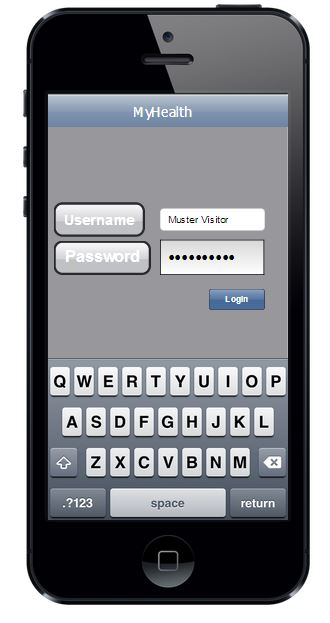 MyHealth
Username
Muster Visitor
Password
••••••••••
Login
Q W E R T Y U I O P
A S D F G H J K L
Z X C V B N M
.?123 space return